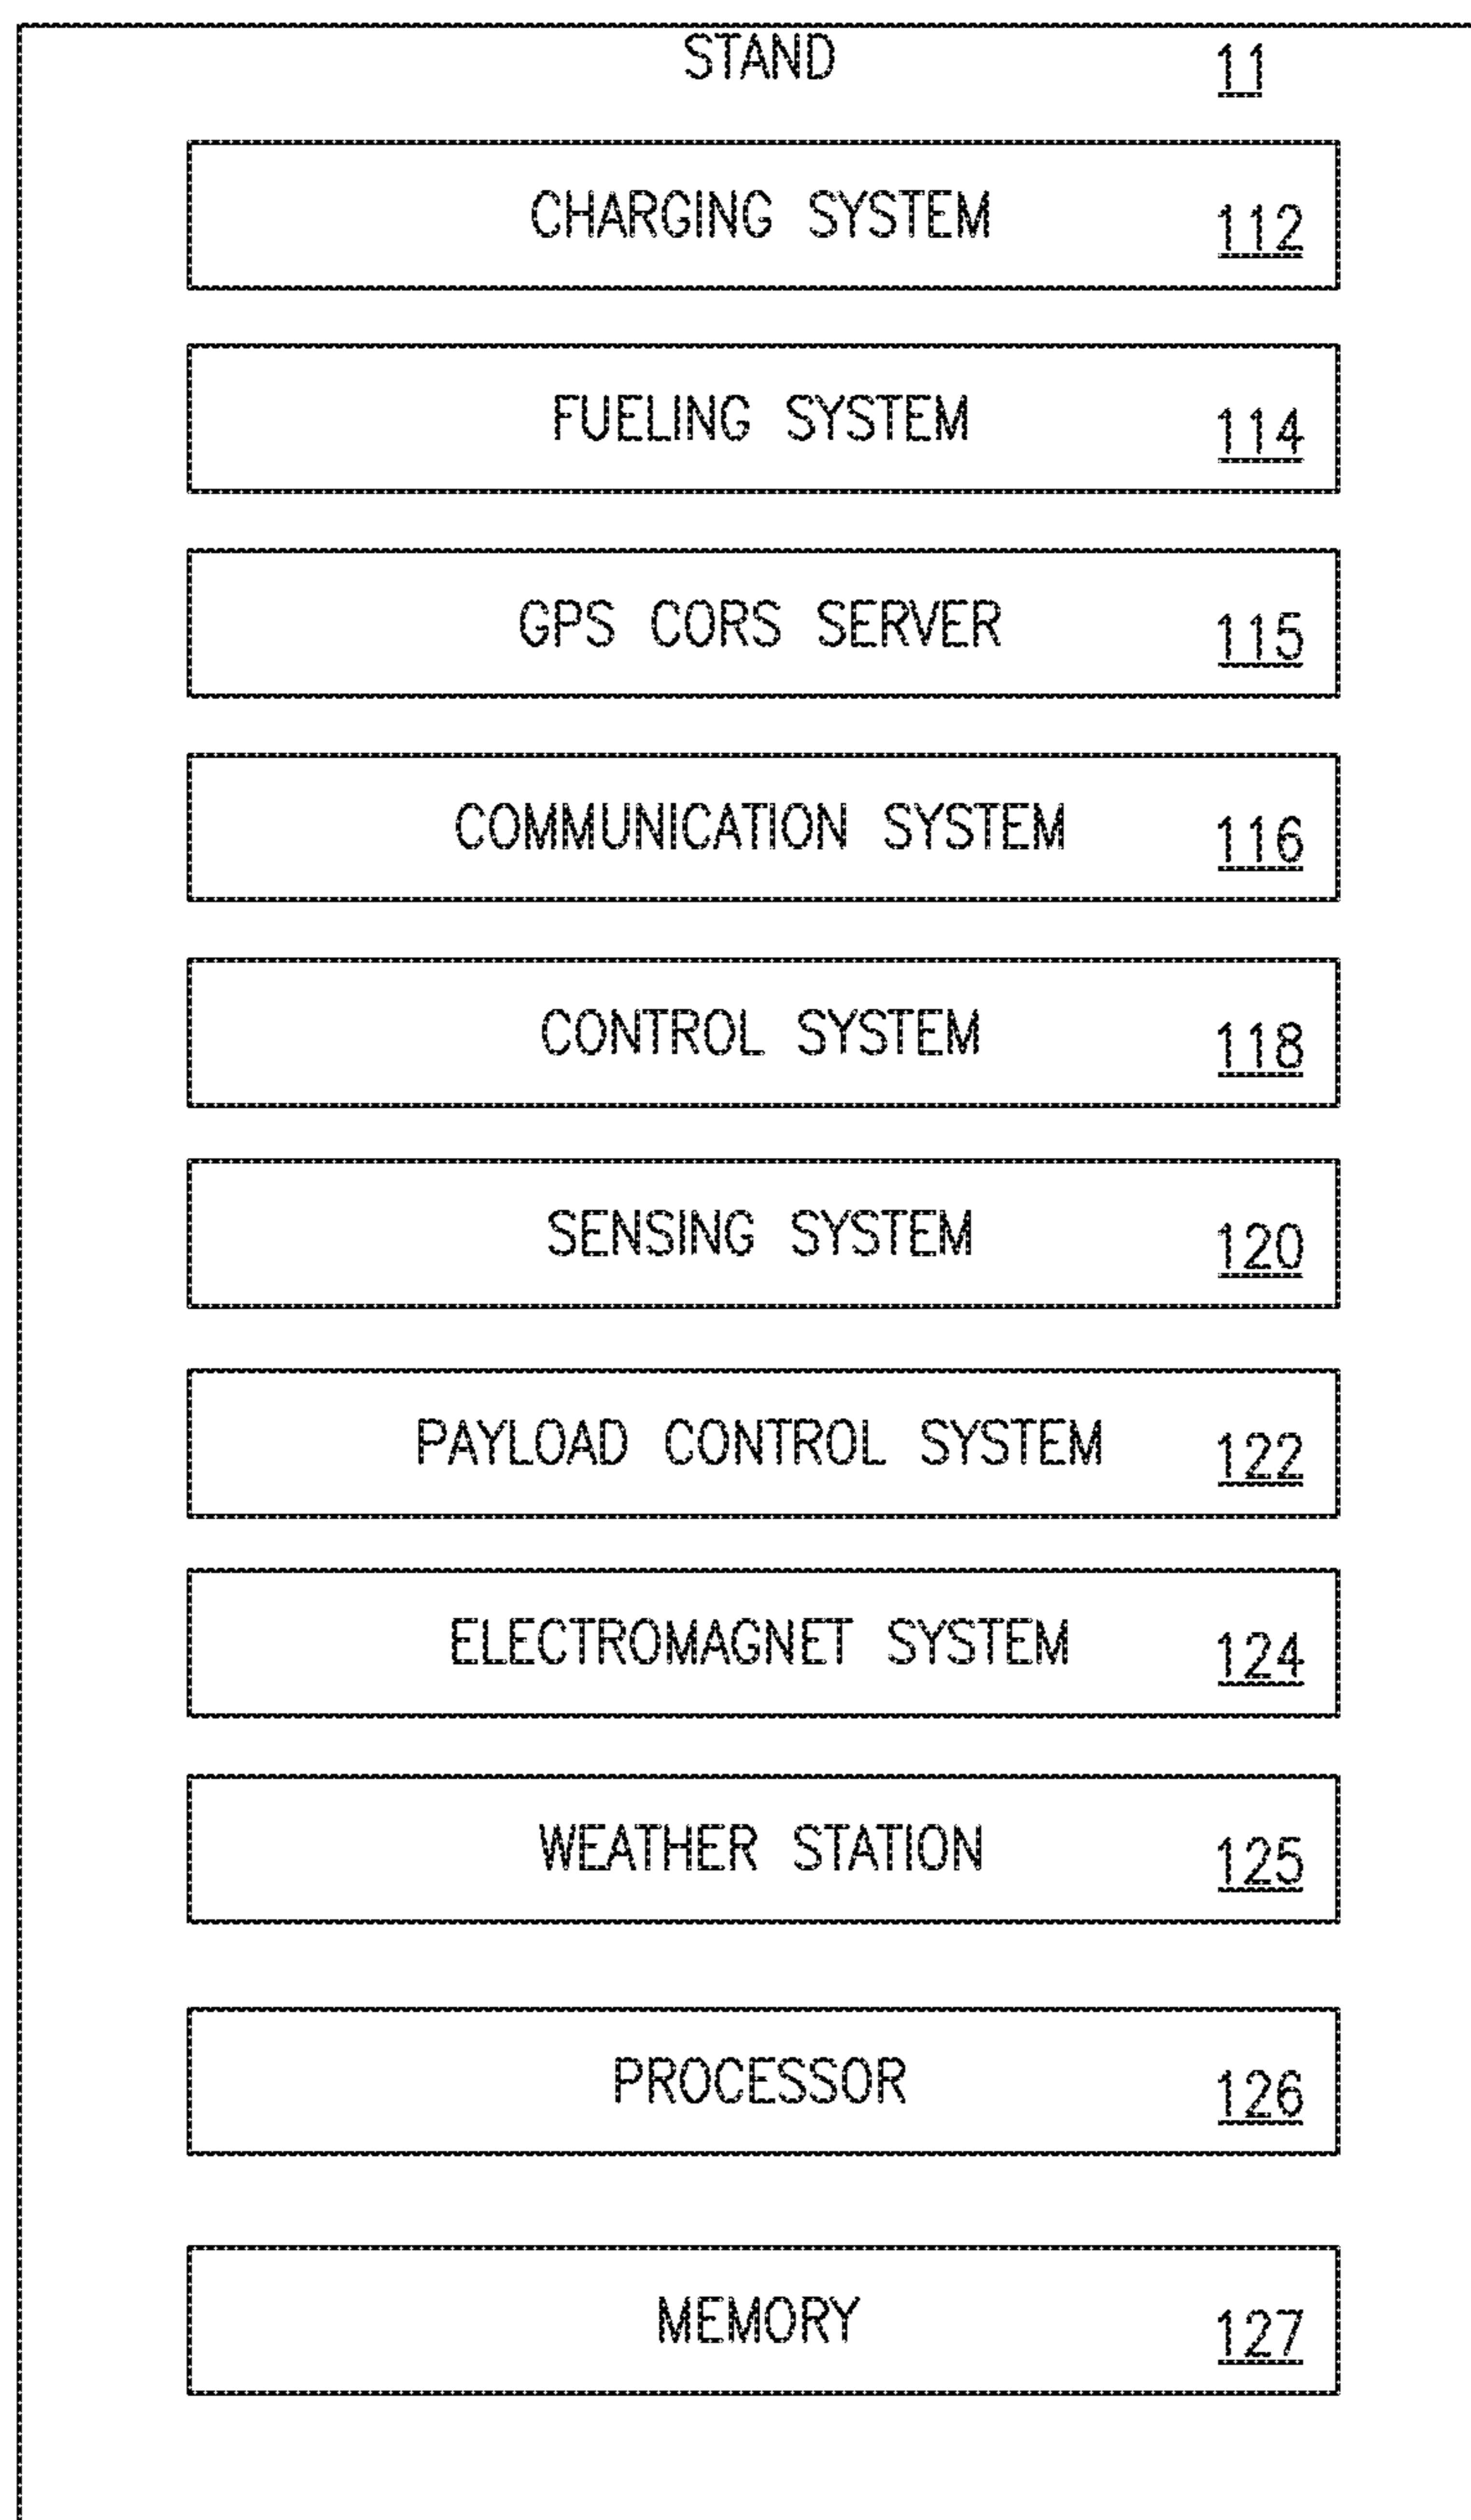 STAND 11
CHARGING SYSTEM 112
FUELING SYSTEM 114
GPS CORS SERVER 115
COMMUNICATION SYSTEM 116
CONTROL SYSTEM 118
SENSING SYSTEM 120
PAYLOAD CONTROL SYSTEM 122
ELECTROMAGNET SYSTEM 124
WEATHER STATION 125
PROCESSOR 126
MEMORY 127